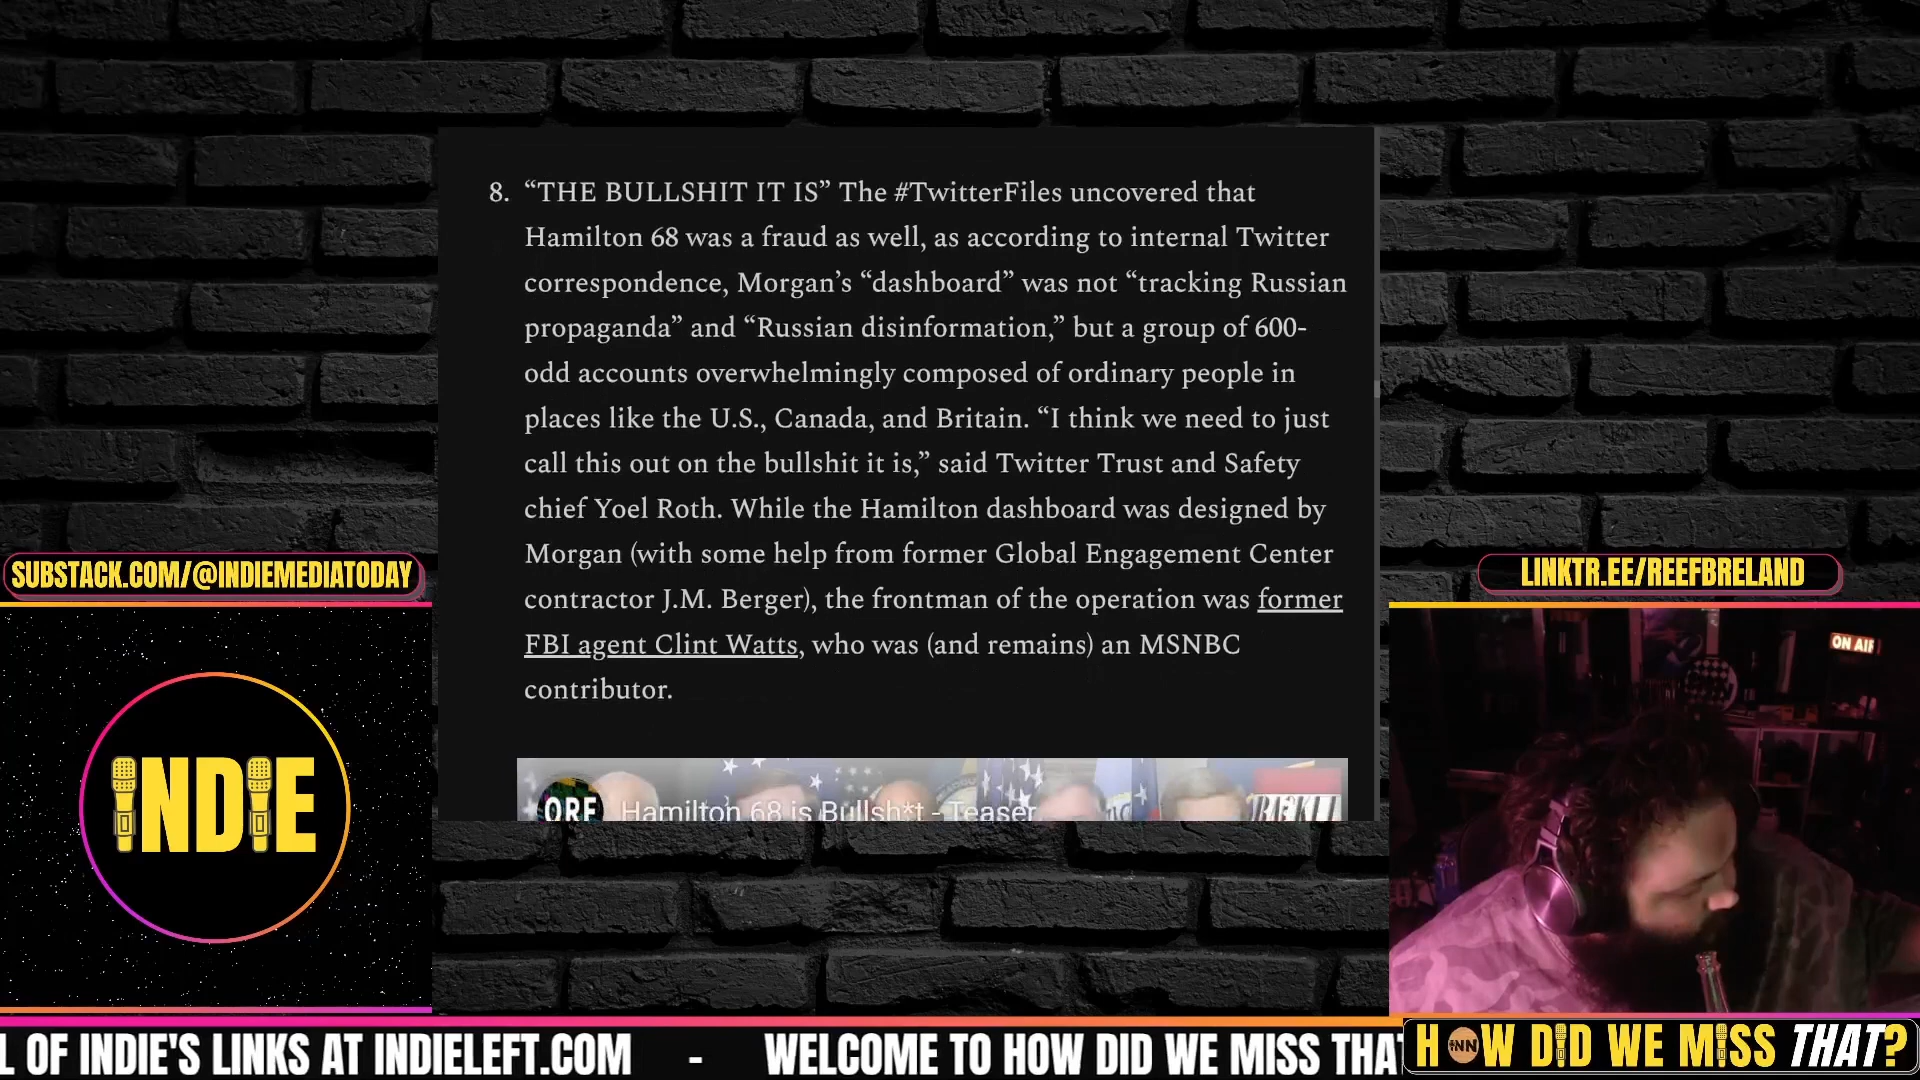 8. “THE BULLSHIT IT IS” The #TwitterFiles uncovered that
Hamilton 68 was a fraud as well, as according to internal Twitter
correspondence, Morgan’s “dashboard” was not “tracking Russian
propaganda” and “Russian disinformation,” but a group of 600-
odd accounts overwhelmingly composed of ordinary people in
places like the U.S., Canada, and Britain. “I think we need to just
call this out on the bullshit it is,” said Twitter Trust and Safety
chief Yoel Roth. While the Hamilton dashboard was designed by
Morgan (with some help from former Global Engagement Center
contractor J.M. Berger), the frontman of the operation was former
FBI agent Clint Watts, who was (and remains) an MSNBC
contributor.
ORF Hamilton 68 is Bullsh*t - Teaser
SUBSTACK.COM/@INDIEMEDIATODAY
INDIE
LINKTR.EE/REEFBRELAND
ON AIR
L OF INDIE'S LINKS AT INDIELEFT.COM - WELCOME TO HOW DID WE MISS THAT
HOW DID WE MISS THAT?
INN